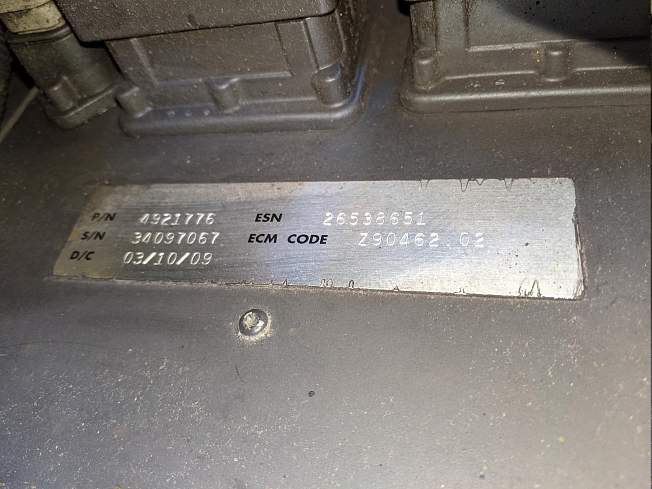 P/N 4921776 ESN 26538651
S/N 34097067 ECM CODE Z90462.02
D/C 03/10/09